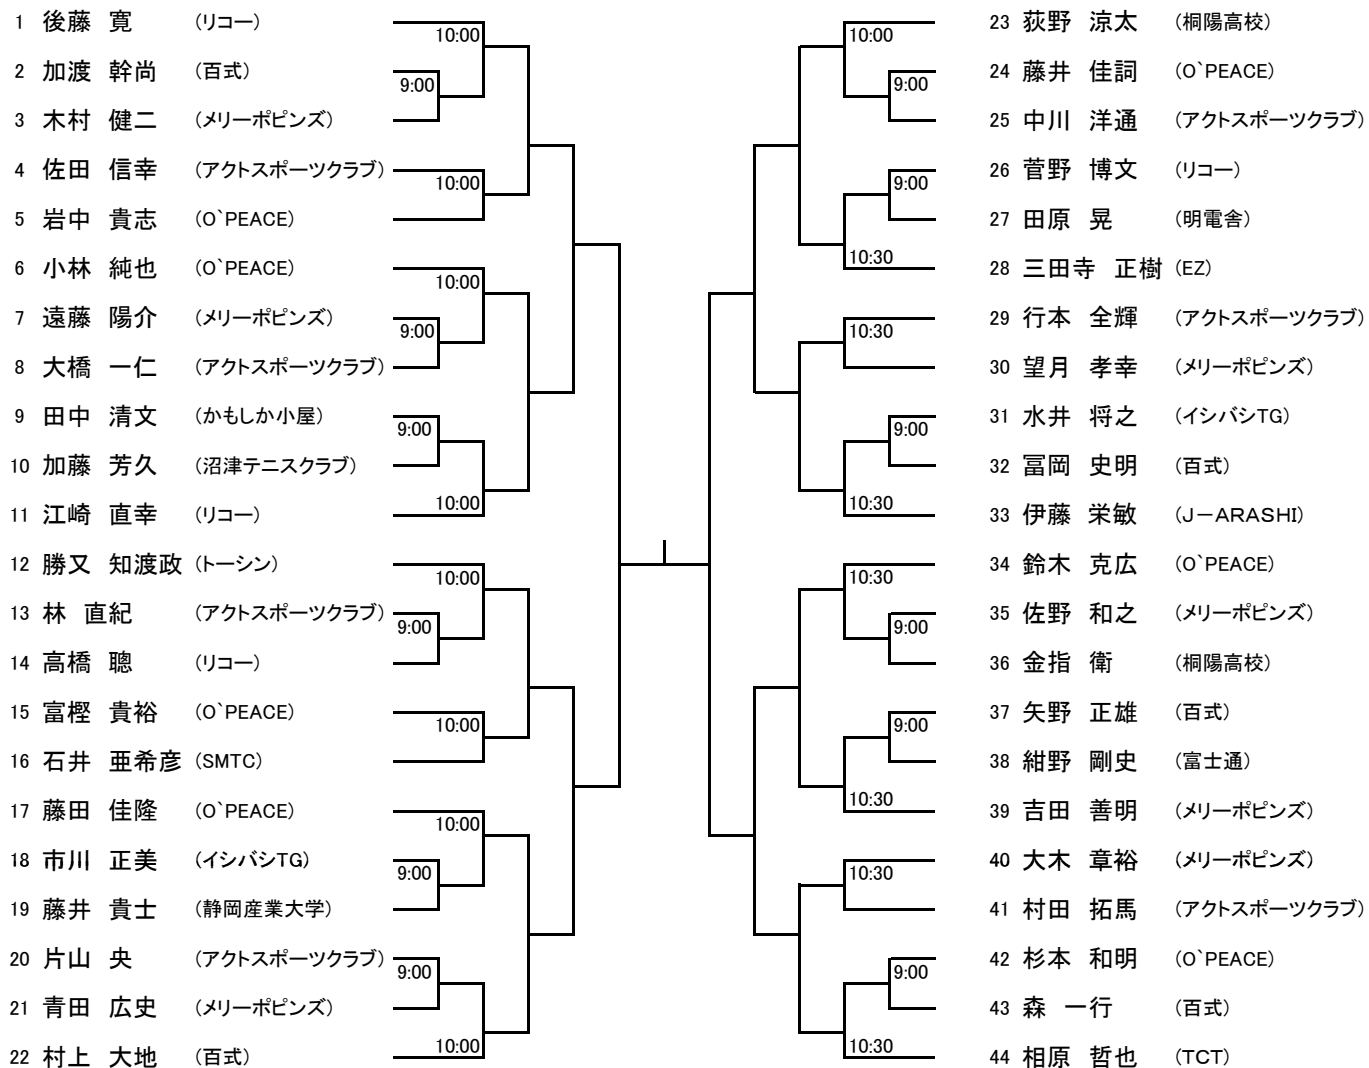 1 後藤 寛 (リコー)
10:00
2 加渡 幹尚 (百式)
9:00
3 木村 健二 (メリーポピンズ)
4 佐田 信幸 (アクトスポーツクラブ)
10:00
5 岩中 貴志 (O`PEACE)
6 小林 純也 (O`PEACE)
10:00
7 遠藤 陽介 (メリーポピンズ)
9:00
8 大橋 一仁 (アクトスポーツクラブ)
9 田中 清文 (かもしか小屋)
9:00
10 加藤 芳久 (沼津テニスクラブ)
10:00
11 江崎 直幸 (リコー)
12 勝又 知渡政 (トーシン)
10:00
13 林 直紀 (アクトスポーツクラブ)
9:00
14 高橋 聰 (リコー)
15 富樫 貴裕 (O`PEACE)
10:00
16 石井 亜希彦 (SMTC)
17 藤田 佳隆 (O`PEACE)
10:00
18 市川 正美 (イシバシTG)
9:00
19 藤井 貴士 (静岡産業大学)
20 片山 央 (アクトスポーツクラブ)
9:00
21 青田 広史 (メリーポピンズ)
10:00
22 村上 大地 (百式)
23 荻野 涼太 (桐陽高校)
10:00
24 藤井 佳詞 (O`PEACE)
9:00
25 中川 洋通 (アクトスポーツクラブ)
26 菅野 博文 (リコー)
9:00
27 田原 晃 (明電舎)
10:30
28 三田寺 正樹 (EZ)
29 行本 全輝 (アクトスポーツクラブ)
10:30
30 望月 孝幸 (メリーポピンズ)
31 水井 将之 (イシバシTG)
9:00
32 冨岡 史明 (百式)
10:30
33 伊藤 栄敏 (J－ARASHI)
34 鈴木 克広 (O`PEACE)
10:30
35 佐野 和之 (メリーポピンズ)
9:00
36 金指 衛 (桐陽高校)
37 矢野 正雄 (百式)
9:00
38 紺野 剛史 (富士通)
10:30
39 吉田 善明 (メリーポピンズ)
40 大木 章裕 (メリーポピンズ)
10:30
41 村田 拓馬 (アクトスポーツクラブ)
42 杉本 和明 (O`PEACE)
9:00
43 森 一行 (百式)
10:30
44 相原 哲也 (TCT)